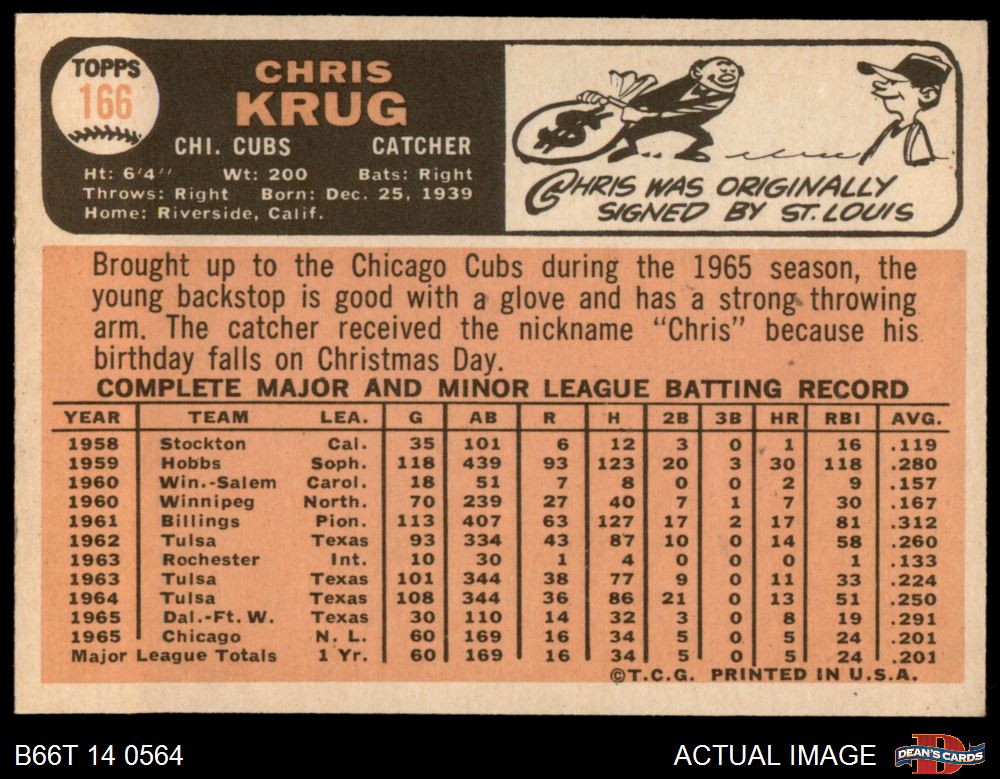 TOPPS
166
CHRIS
KRUG
CHI. CUBS CATCHER
Ht: 6'4" Wt: 200 Bats: Right
Throws: Right Born: Dec. 25, 1939
Home: Riverside, Calif.
$
CHRIS WAS ORIGINALLY
SIGNED BY ST. LOUIS
Brought up to the Chicago Cubs during the 1965 season, the
young backstop is good with a glove and has a strong throwing
arm. The catcher received the nickname "Chris" because his
birthday falls on Christmas Day.
COMPLETE MAJOR AND MINOR LEAGUE BATTING RECORD
YEAR TEAM LEA. G AB R H 2B 3B HR RBI AVG.
1958 Stockton Cal. 35 101 6 12 3 0 1 16 .119
1959 Hobbs Soph. 118 439 93 123 20 3 30 118 .280
1960 Win.-Salem Carol. 18 51 7 8 0 0 2 9 .157
1960 Winnipeg North. 70 239 27 40 7 1 7 30 .167
1961 Billings Pion. 113 407 63 127 17 2 17 81 .312
1962 Tulsa Texas 93 334 43 87 10 0 14 58 .260
1963 Rochester Int. 10 30 1 4 0 0 0 1 .133
1963 Tulsa Texas 101 344 38 77 9 0 11 33 .224
1964 Tulsa Texas 108 344 36 86 21 0 13 51 .250
1965 Dal.-Ft. W. Texas 30 110 14 32 3 0 8 19 .291
1965 Chicago N. L. 60 169 16 34 5 0 5 24 .201
Major League Totals 1 Yr. 60 169 16 34 5 0 5 24 .201
©T.C.G. PRINTED IN U.S.A.
B66T 14 0564 ACTUAL IMAGE DEAN'S CARDS